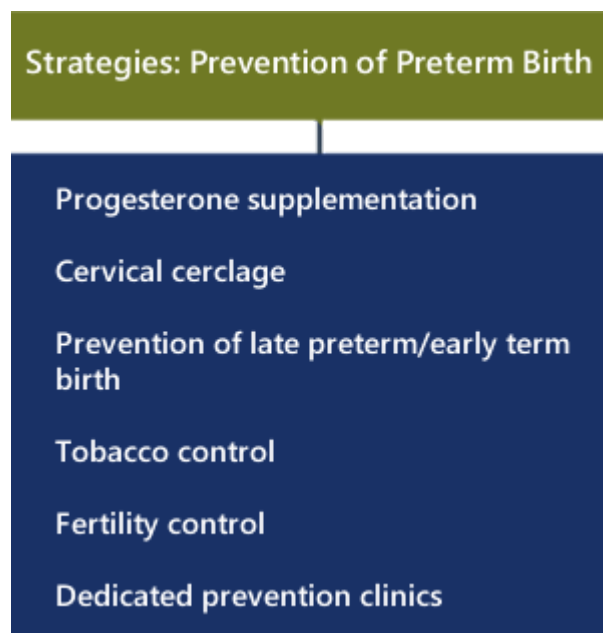 Strategies: Prevention of Preterm Birth
Progesterone supplementation
Cervical cerclage
Prevention of late preterm/early term
birth
Tobacco control
Fertility control
Dedicated prevention clinics